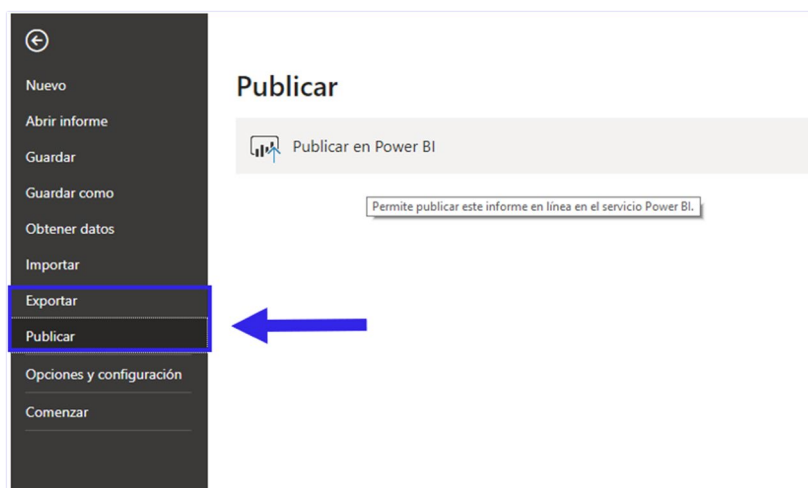 Nuevo
Abrir informe
Guardar
Guardar como
Obtener datos
Importar
Exportar
Publicar
Opciones y configuración
Comenzar
Publicar
Publicar en Power BI
Permite publicar este informe en línea en el servicio Power BI.